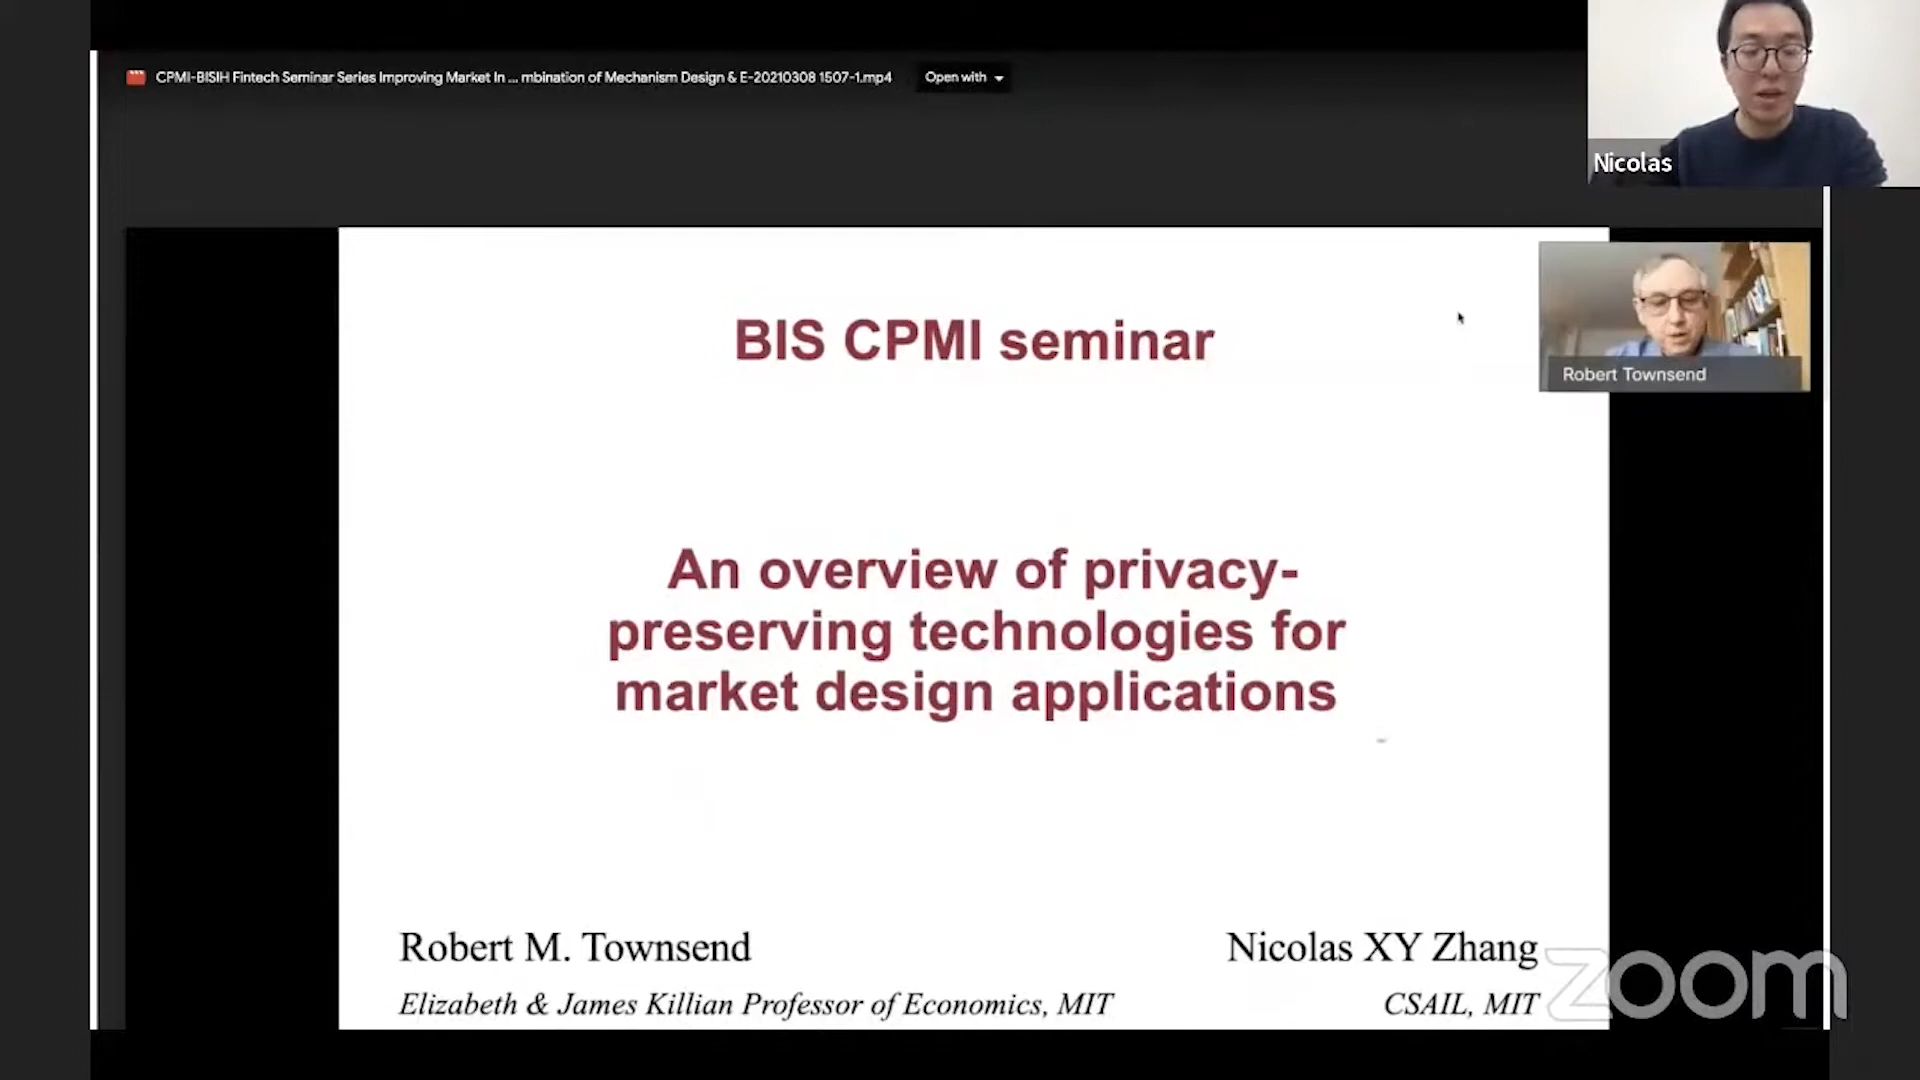 CPMI-BISIH Fintech Seminar Series Improving Market In ... mbination of Mechanism Design & E-20210308 1507-1.mp4
Open with
Nicolas
BIS CPMI seminar
Robert Townsend
An overview of privacy-
preserving technologies for
market design applications
Robert M. Townsend
Nicolas XY Zhang
Elizabeth & James Killian Professor of Economics, MIT
CSAIL, MIT
zoom